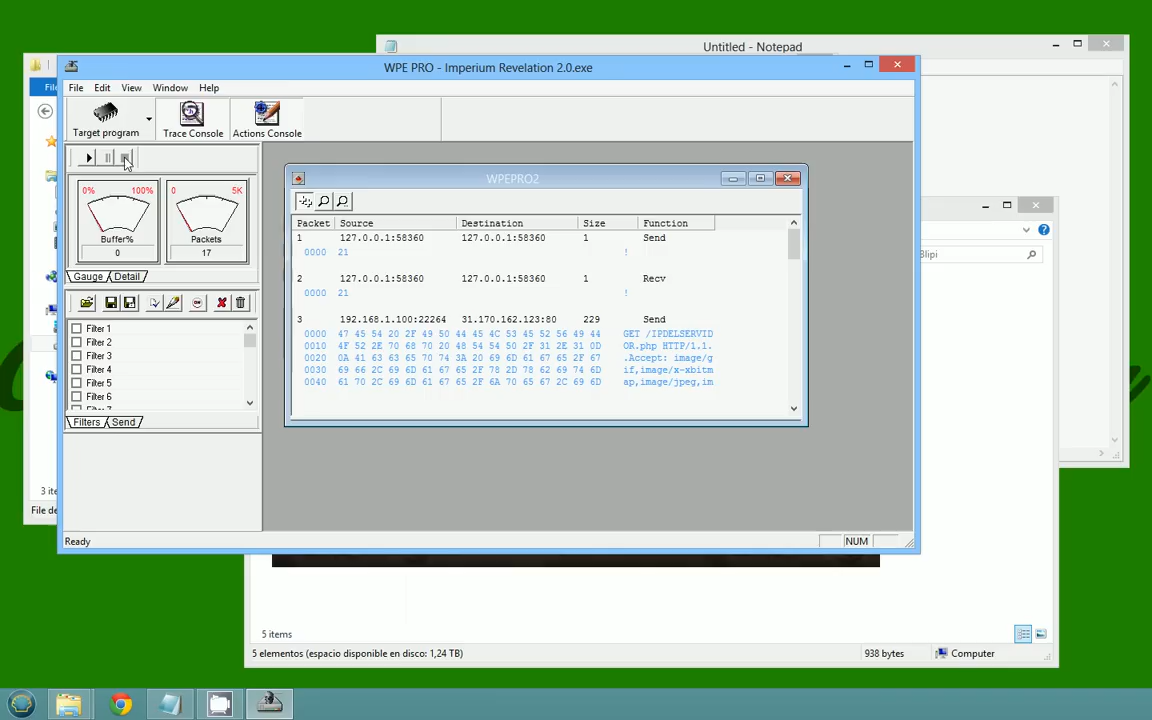 Untitled - Notepad
WPE PRO - Imperium Revelation 2.0.exe
File Edit View Window Help
Target program Trace Console Actions Console
0% 100% 0 5K
Buffer% Packets
0 17
Gauge Detail
Filter 1
Filter 2
Filter 3
Filter 4
Filter 5
Filter 6
Filters Send
WPEPRO2
Packet Source Destination Size Function
1 127.0.0.1:58360 127.0.0.1:58360 1 Send
0000 21 !
2 127.0.0.1:58360 127.0.0.1:58360 1 Recv
0000 21 !
3 192.168.1.100:22264 31.170.162.123:80 229 Send
0000 47 45 54 20 2F 49 50 44 45 4C 53 45 52 56 49 44 GET /IPDELSERVID
0010 4F 52 2E 70 68 70 20 48 54 54 50 2F 31 2E 31 0D OR.php HTTP/1.1.
0020 0A 41 63 63 65 70 74 3A 20 69 6D 61 67 65 2F 67 .Accept: image/g
0030 69 66 2C 69 6D 61 67 65 2F 78 2D 78 62 69 74 6D if,image/x-xbitm
0040 61 70 2C 69 6D 61 67 65 2F 6A 70 65 67 2C 69 6D ap,image/jpeg,im
Ready NUM
Blipi
3 ite
File de
5 items
5 elementos (espacio disponible en disco: 1,24 TB) 938 bytes Computer